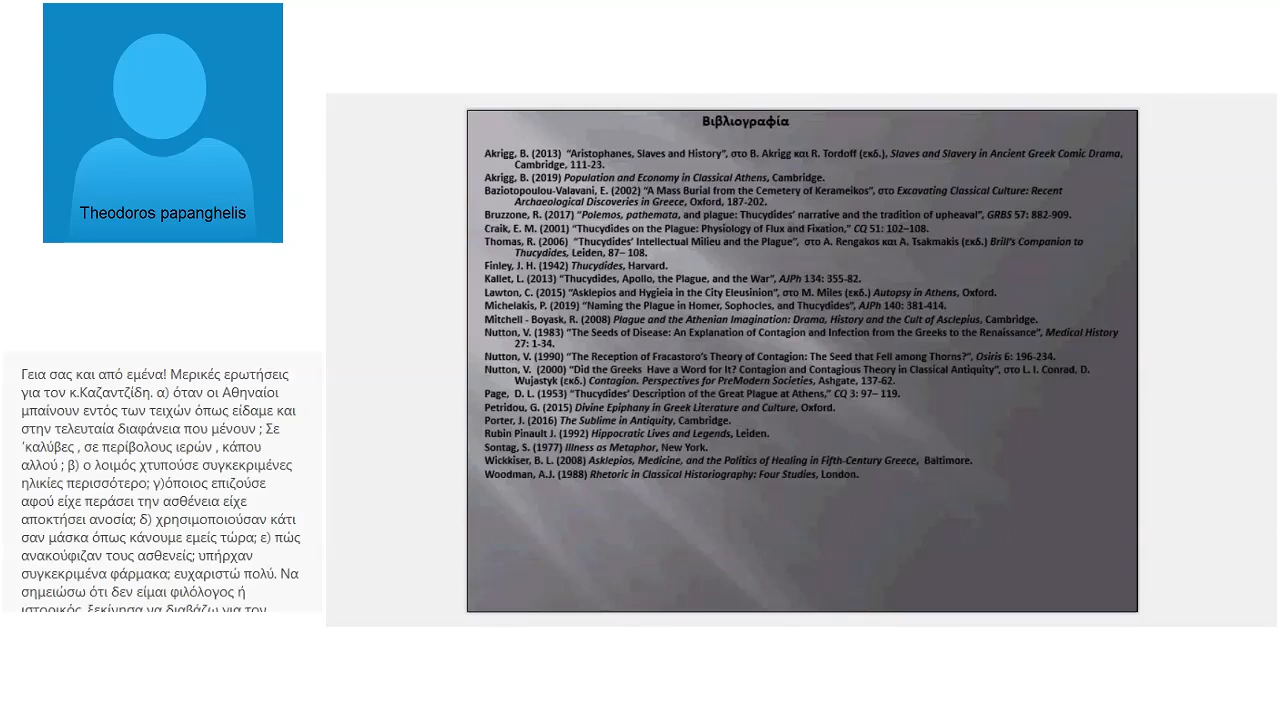 Theodoros papanghelis
Γεια σας και από εμένα! Μερικές ερωτήσεις
για τον κ.Καζαντζίδη. α) όταν οι Αθηναίοι
μπαίνουν εντός των τειχών όπως είδαμε και
στην τελευταία διαφάνεια που μένουν ; Σε
΄καλύβες , σε περίβολους ιερών , κάπου
αλλού ; β) ο λοιμός χτυπούσε συγκεκριμένες
ηλικίες περισσότερο; γ)όποιος επιζούσε
αφού είχε περάσει την ασθένεια είχε
αποκτήσει ανοσία; δ) χρησιμοποιούσαν κάτι
σαν μάσκα όπως κάνουμε εμείς τώρα; ε) πώς
ανακούφιζαν τους ασθενείς; υπήρχαν
συγκεκριμένα φάρμακα; ευχαριστώ πολύ. Να
σημειώσω ότι δεν είμαι φιλόλογος ή
ιστορικός, ξεκίνησα να διαβάζω για τον
Βιβλιογραφία
Akrigg, B. (2013) “Aristophanes, Slaves and History”, στο B. Akrigg και R. Tordoff (εκδ.), Slaves and Slavery in Ancient Greek Comic Drama,
Cambridge, 111-23.
Akrigg, B. (2019) Population and Economy in Classical Athens, Cambridge.
Baziotopoulou-Valavani, E. (2002) “A Mass Burial from the Cemetery of Kerameikos”, στο Excavating Classical Culture: Recent
Archaeological Discoveries in Greece, Oxford, 187-202.
Bruzzone, R. (2017) “Polemos, pathemata, and plague: Thucydides’ narrative and the tradition of upheaval”, GRBS 57: 882-909.
Craik, E. M. (2001) “Thucydides on the Plague: Physiology of Flux and Fixation,” CQ 51: 102–108.
Thomas, R. (2006) “Thucydides’ Intellectual Milieu and the Plague”, στο A. Rengakos και A. Tsakmakis (εκδ.) Brill’s Companion to
Thucydides, Leiden, 87– 108.
Finley, J. H. (1942) Thucydides, Harvard.
Kallet, L. (2013) “Thucydides, Apollo, the Plague, and the War”, AJPh 134: 355-82.
Lawton, C. (2015) “Asklepios and Hygieia in the City Eleusinion”, στο M. Miles (εκδ.) Autopsy in Athens, Oxford.
Michelakis, P. (2019) “Naming the Plague in Homer, Sophocles, and Thucydides”, AJPh 140: 381-414.
Mitchell - Boyask, R. (2008) Plague and the Athenian Imagination: Drama, History and the Cult of Asclepius, Cambridge.
Nutton, V. (1983) “The Seeds of Disease: An Explanation of Contagion and Infection from the Greeks to the Renaissance”, Medical History
27: 1-34.
Nutton, V. (1990) “The Reception of Fracastoro’s Theory of Contagion: The Seed that Fell among Thorns?”, Osiris 6: 196-234.
Nutton, V. (2000) “Did the Greeks Have a Word for It? Contagion and Contagious Theory in Classical Antiquity”, στο L. I. Conrad, D.
Wujastyk (εκδ.) Contagion. Perspectives for PreModern Societies, Ashgate, 137-62.
Page, D. L. (1953) “Thucydides’ Description of the Great Plague at Athens,” CQ 3: 97– 119.
Petridou, G. (2015) Divine Epiphany in Greek Literature and Culture, Oxford.
Porter, J. (2016) The Sublime in Antiquity, Cambridge.
Rubin Pinault J. (1992) Hippocratic Lives and Legends, Leiden.
Sontag, S. (1977) Illness as Metaphor, New York.
Wickkiser, B. L. (2008) Asklepios, Medicine, and the Politics of Healing in Fifth-Century Greece, Baltimore.
Woodman, A.J. (1988) Rhetoric in Classical Historiography: Four Studies, London.